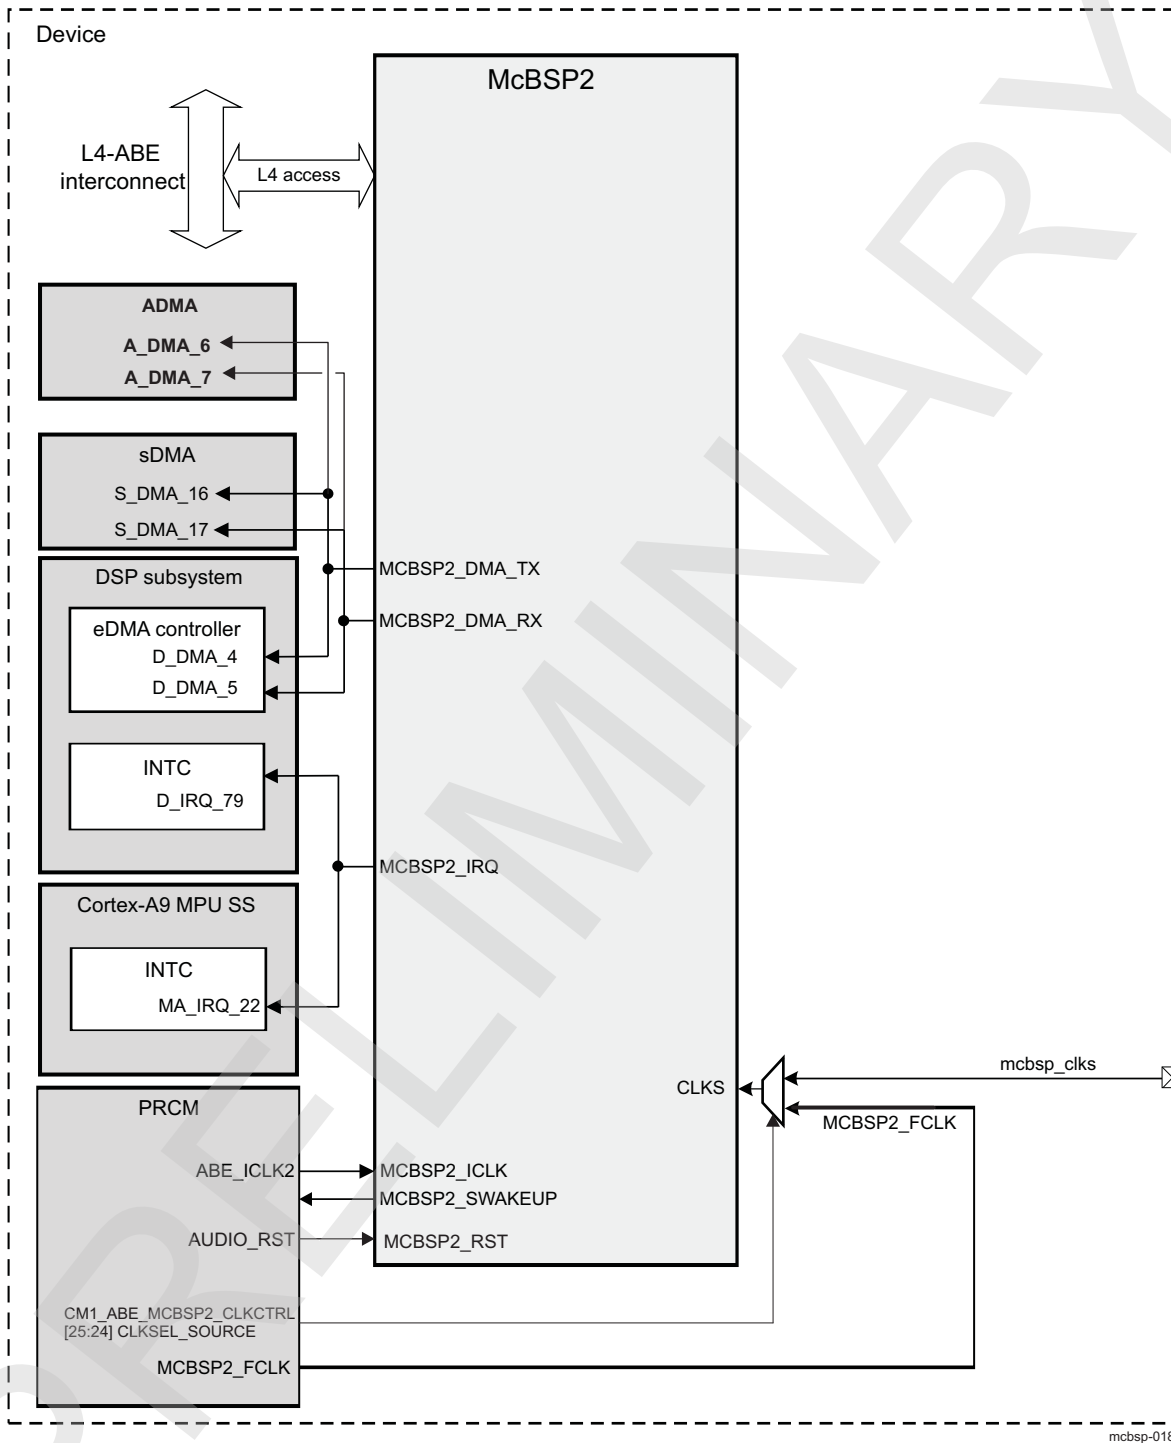 Device
McBSP2
L4-ABE
interconnect
L4 access
ADMA
A_DMA_6
A_DMA_7
sDMA
S_DMA_16
S_DMA_17
DSP subsystem
eDMA controller
D_DMA_4
D_DMA_5
INTC
D_IRQ_79
MCBSP2_DMA_TX
MCBSP2_DMA_RX
MCBSP2_IRQ
Cortex-A9 MPU SS
INTC
MA_IRQ_22
CLKS
mcbsp_clks
MCBSP2_FCLK
PRCM
ABE_ICLK2
MCBSP2_ICLK
MCBSP2_SWAKEUP
AUDIO_RST
MCBSP2_RST
CM1_ABE_MCBSP2_CLKCTRL
[25:24] CLKSEL_SOURCE
MCBSP2_FCLK
PRELIMINARY
mcbsp-018